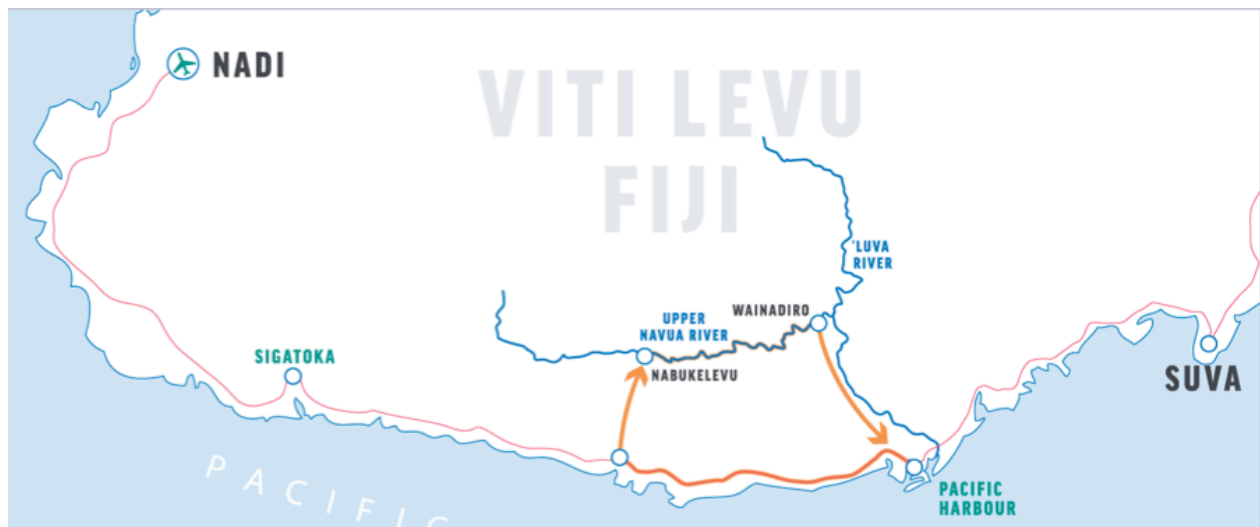 NADI
VITI LEVU
FIJI
'LUVA
RIVER
UPPER
NAVUA RIVER
WAINADIRO
SIGATOKA
NABUKELEVU
SUVA
PACIFIC
HARBOUR
PACIFIC